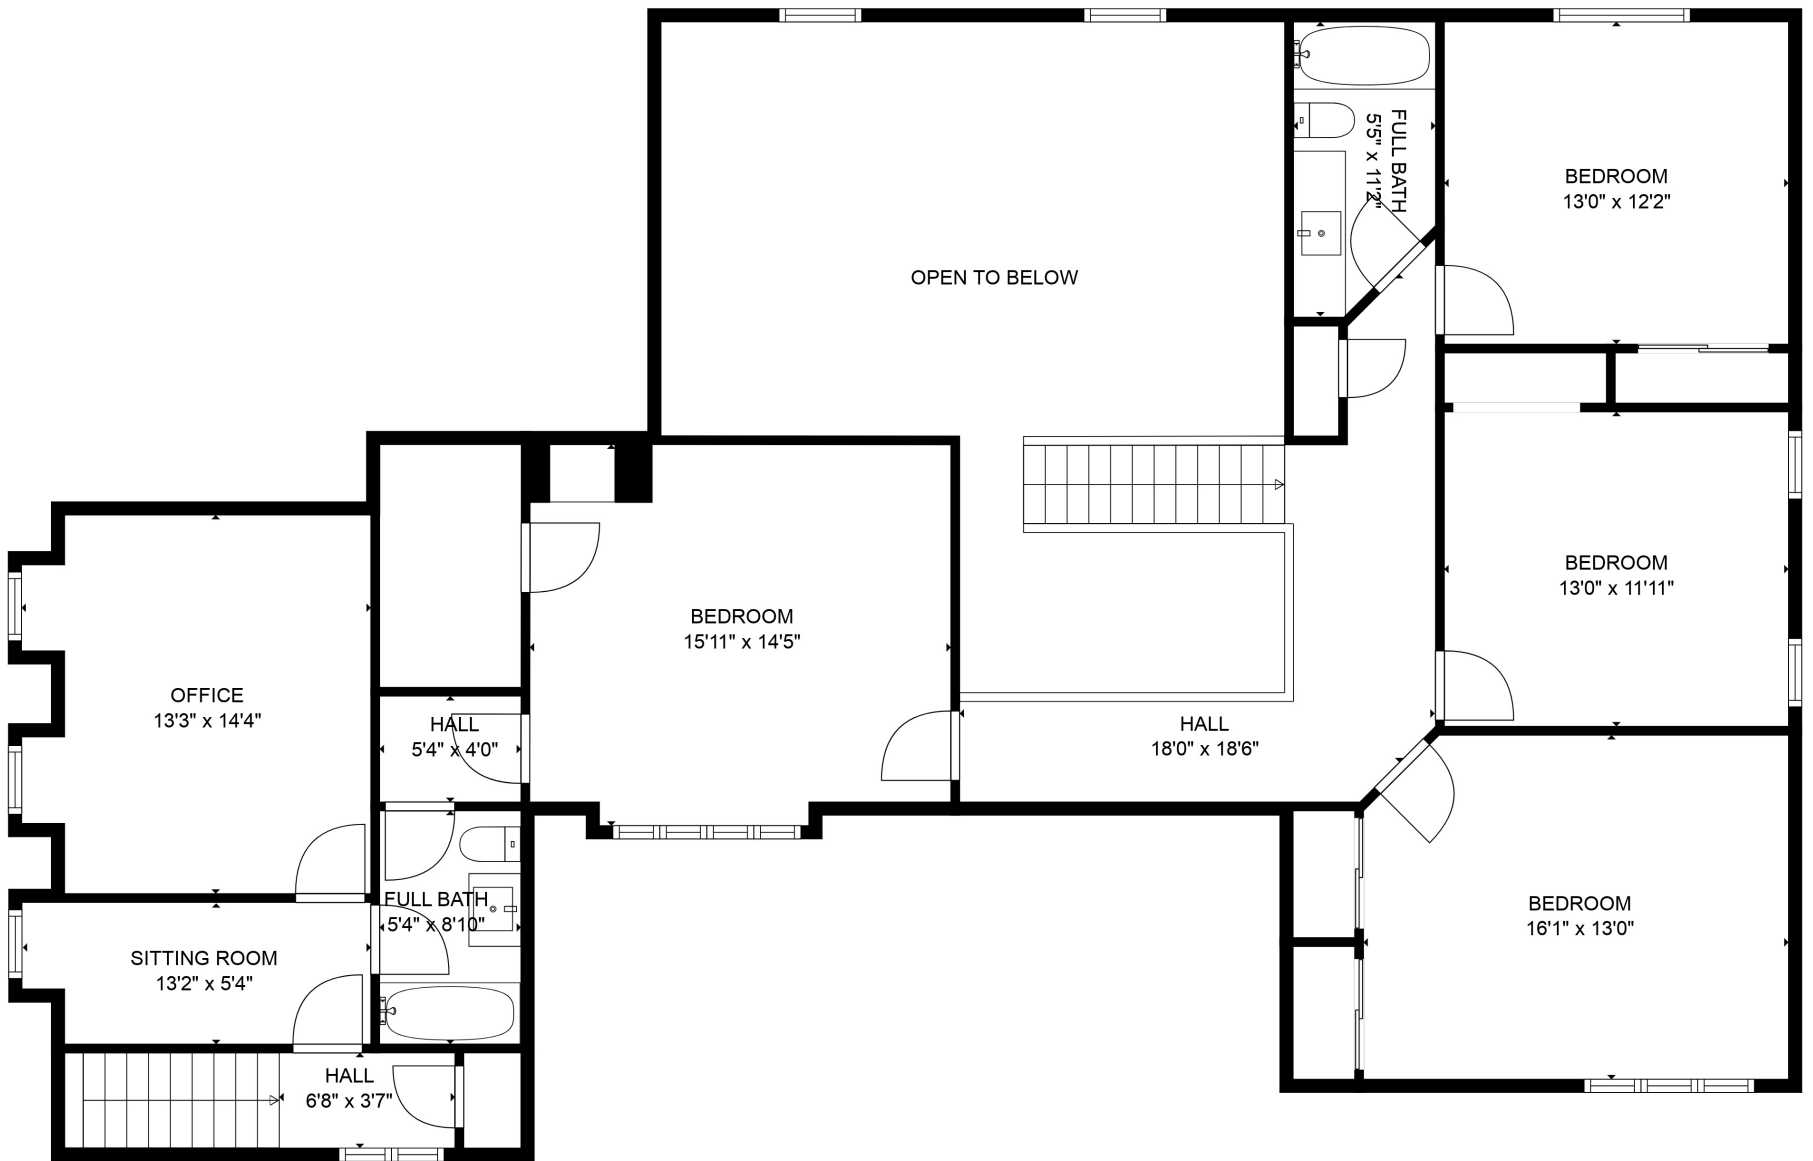 FULL BATH
5'5" x 11'2"
BEDROOM
13'0" x 12'2"
OPEN TO BELOW
BEDROOM
13'0" x 11'11"
BEDROOM
15'11" x 14'5"
OFFICE
13'3" x 14'4"
HALL
5'4" x 4'0"
HALL
18'0" x 18'6"
FULL BATH
5'4" x 8'10"
BEDROOM
16'1" x 13'0"
SITTING ROOM
13'2" x 5'4"
HALL
6'8" x 3'7"